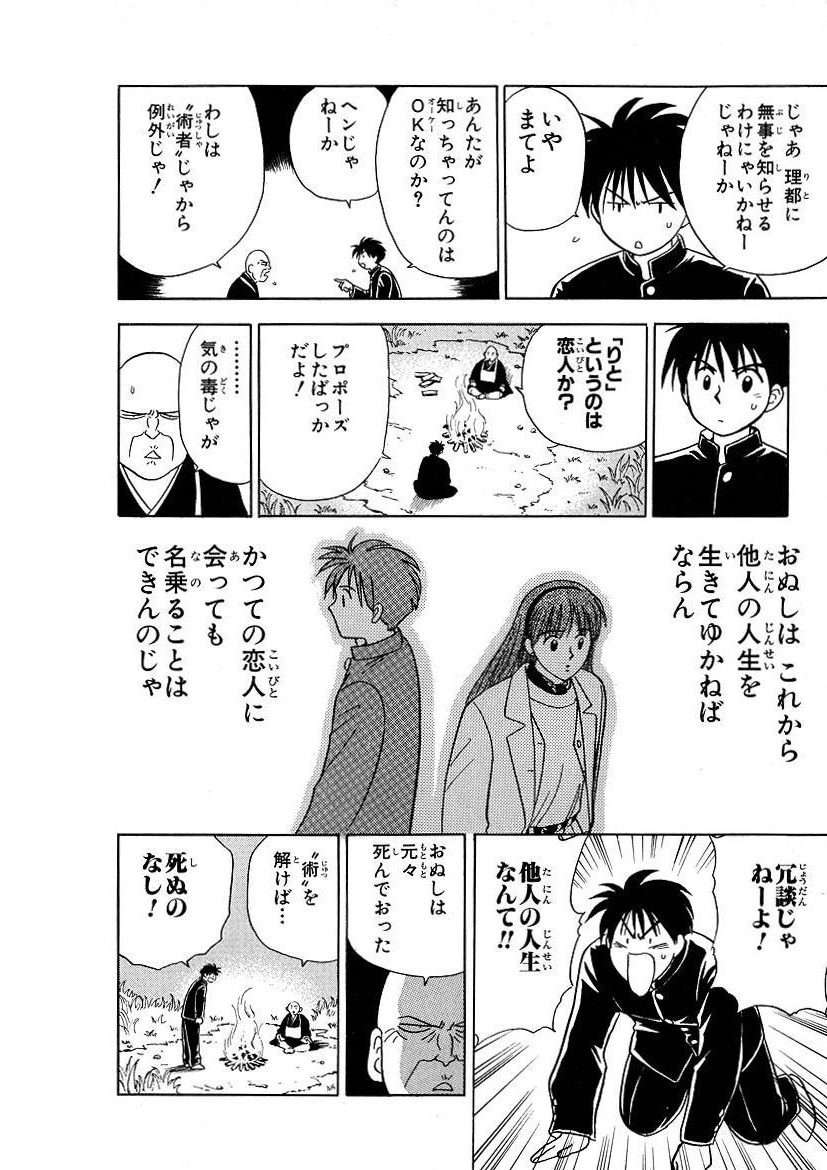 じゃあ 理都に
無事を知らせる
わけにゃいかねー
じゃねーか
いや
まてよ
あんたが
知っちゃってんのは
OKなのか?
ヘンじゃ
ねーか
わしは
〝術者〟じゃから
例外じゃ!
「りと」
というのは
恋人か?
プロポーズ
したばっか
だよ!
………
気の毒じゃが
おぬしは これから
他人の人生を
生きてゆかねば
ならん
かつての恋人に
会っても
名乗ることは
できんのじゃ
冗談じゃ
ねーよ!
他人の人生
なんて!!
おぬしは
元々
死んでおった
〝術〟を
解けば…
死ぬの
なし!